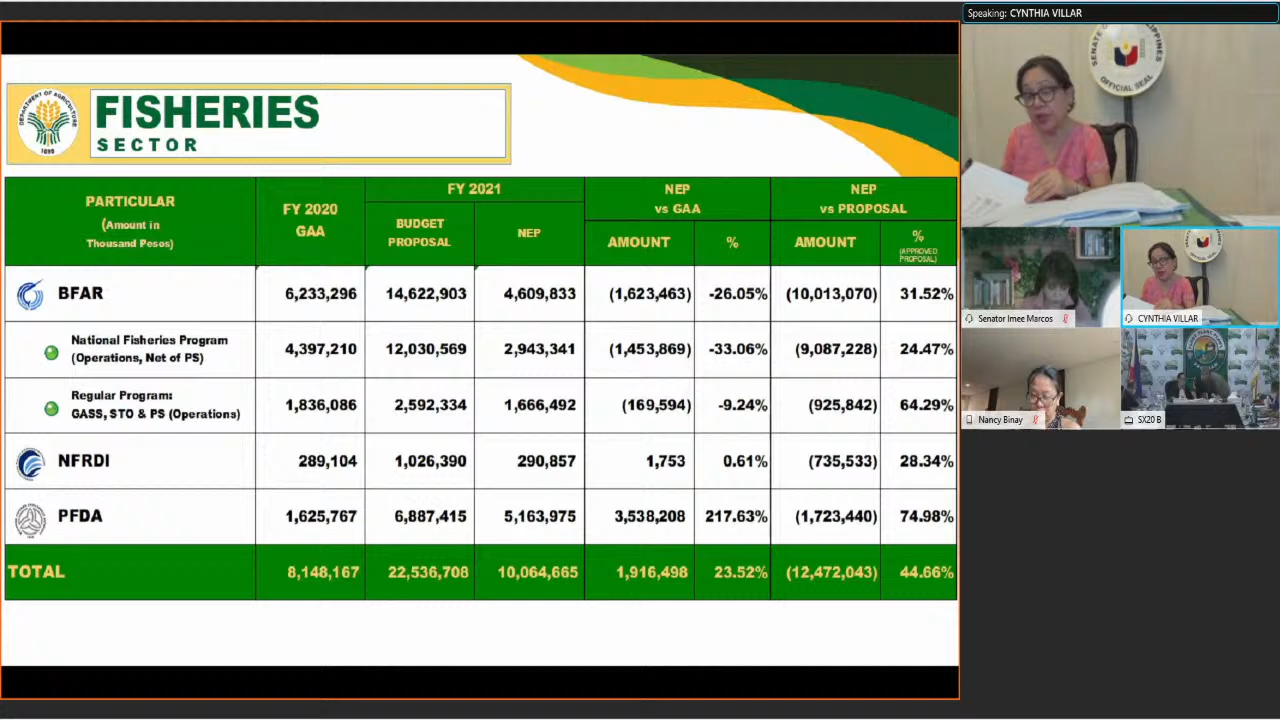 Speaking: CYNTHIA VILLAR
DEPARTMENT OF AGRICULTURE
1898
FISHERIES
SECTOR
PARTICULAR
(Amount in
Thousand Pesos)
FY 2020
GAA
FY 2021
BUDGET
PROPOSAL
NEP
NEP
vs GAA
AMOUNT
%
NEP
vs PROPOSAL
AMOUNT
%
(APPROVED
PROPOSAL)
BFAR 6,233,296 14,622,903 4,609,833 (1,623,463) -26.05% (10,013,070) 31.52%
National Fisheries Program
(Operations, Net of PS) 4,397,210 12,030,569 2,943,341 (1,453,869) -33.06% (9,087,228) 24.47%
Regular Program:
GASS, STO & PS (Operations) 1,836,086 2,592,334 1,666,492 (169,594) -9.24% (925,842) 64.29%
NFRDI 289,104 1,026,390 290,857 1,753 0.61% (735,533) 28.34%
PFDA 1,625,767 6,887,415 5,163,975 3,538,208 217.63% (1,723,440) 74.98%
TOTAL 8,148,167 22,536,708 10,064,665 1,916,498 23.52% (12,472,043) 44.66%
OFFICIAL SEAL
Senator Imee Marcos
CYNTHIA VILLAR
Nancy Binay
SX20 B